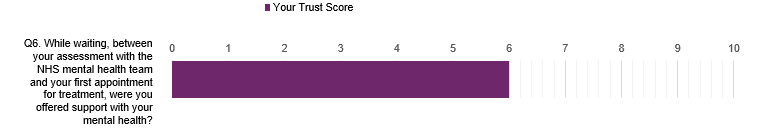 Your Trust Score
Q6. While waiting, between
your assessment with the
NHS mental health team
and your first appointment
for treatment, were you
offered support with your
mental health?
0 1 2 3 4 5 6 7 8 9 10